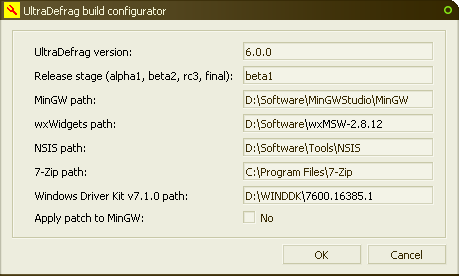 UltraDefrag build configurator
UltraDefrag version: 6.0.0
Release stage (alpha1, beta2, rc3, final): beta1
MinGW path: D:\Software\MinGWStudio\MinGW
wxWidgets path: D:\Software\wxMSW-2.8.12
NSIS path: D:\Software\Tools\NSIS
7-Zip path: C:\Program Files\7-Zip
Windows Driver Kit v7.1.0 path: D:\WINDDK\7600.16385.1
Apply patch to MinGW: No
OK Cancel